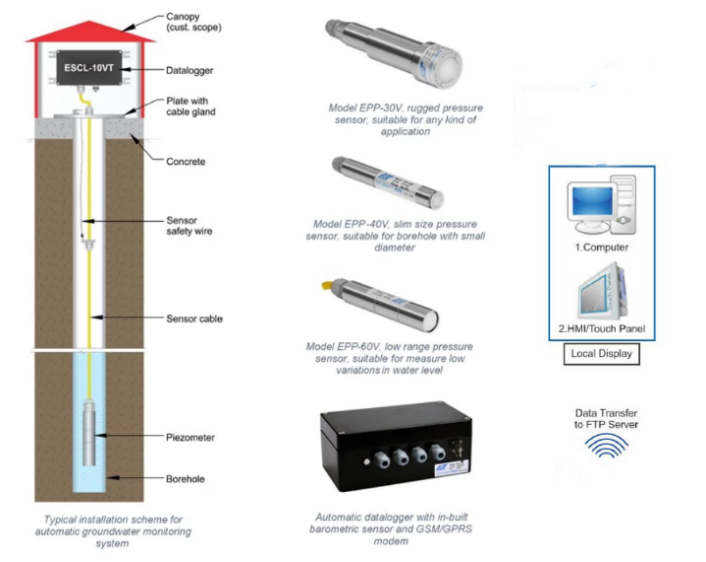 Canopy
(cust. scope)
ESCL-10VT
Datalogger
Plate with
cable gland
Concrete
Sensor
safety wire
Sensor cable
Piezometer
Borehole
Typical installation scheme for
automatic groundwater monitoring
system
Model EPP-30V, rugged pressure
sensor, suitable for any kind of
application
Model EPP-40V, slim size pressure
sensor, suitable for borehole with small
diameter
Model EPP-60V, low range pressure
sensor, suitable for measure low
variations in water level
Automatic datalogger with in-built
barometric sensor and GSM/GPRS
modem
1.Computer
Touch Panel
2.HMI/Touch Panel
Local Display
Data Transfer
to FTP Server